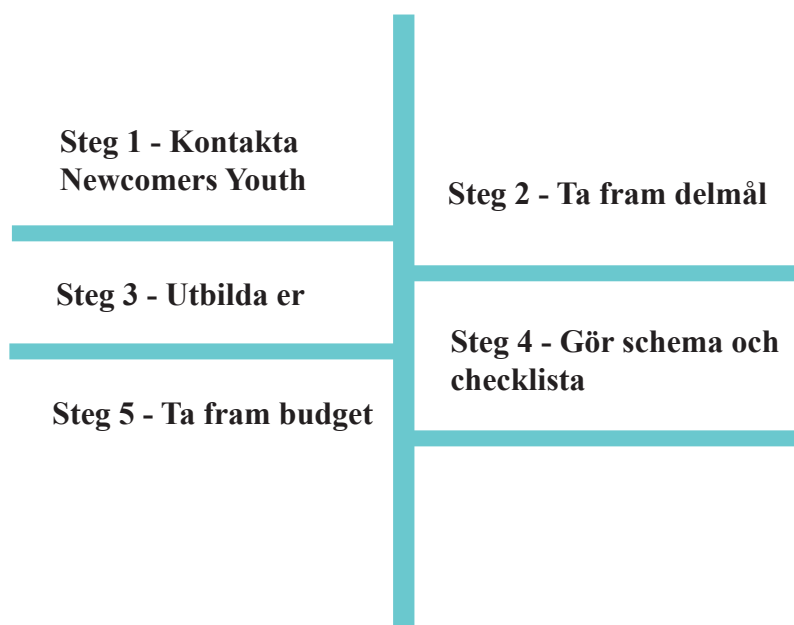 Steg 1 - Kontakta
Newcomers Youth
Steg 2 - Ta fram delmål
Steg 3 - Utbilda er
Steg 4 - Gör schema och
checklista
Steg 5 - Ta fram budget